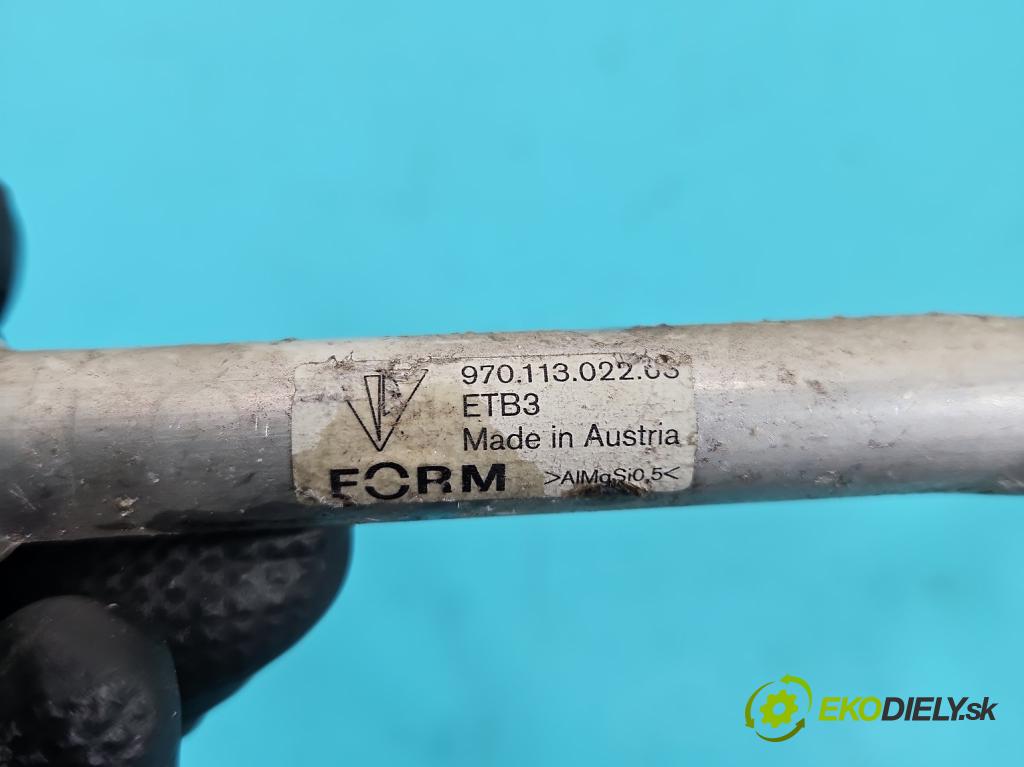 970.113.022.03
ETB3
Made in Austria
FORM
>AlMgSi0,5<
EKODIELY.sk